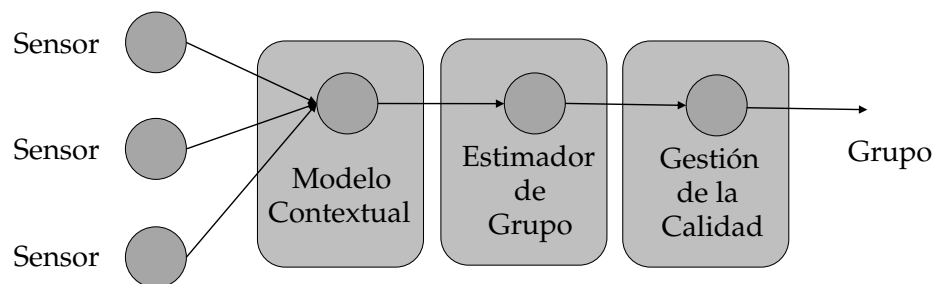 Sensor
Sensor
Sensor
Modelo
Contextual
Estimador
de
Grupo
Gestión
de la
Calidad
Grupo